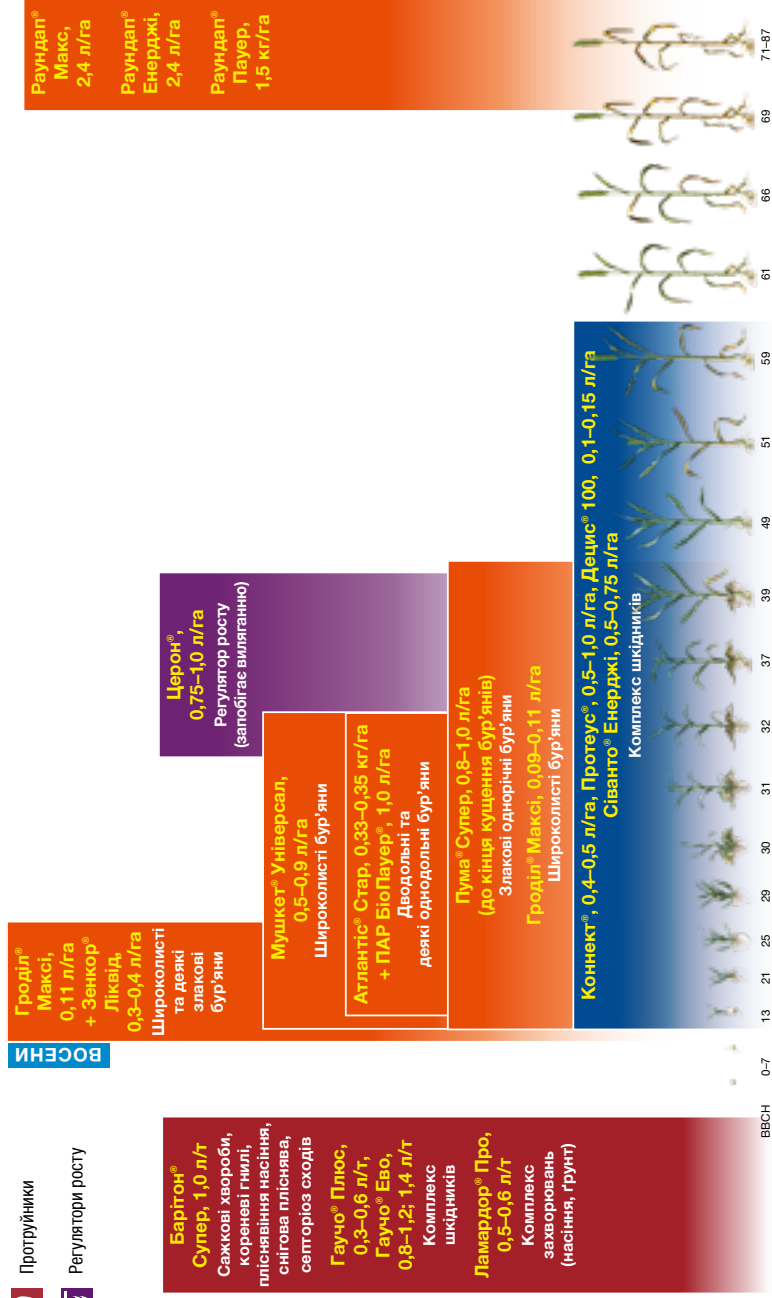 Протруйники
Регулятори росту
Барітон®
Супер, 1,0 л/т
Сажкові хвороби,
кореневі гнилі,
пліснявіння насіння,
снігова пліснява,
септоріоз сходів
Гаучо® Плюс,
0,3–0,6 л/т,
Гаучо® Ево,
0,8–1,2; 1,4 л/т
Комплекс
шкідників
Ламардор® Про,
0,5–0,6 л/т
Комплекс
захворювань
(насіння, ґрунт)
ВОСЕНИ
Гроділ®
Максі,
0,11 л/га
+ Зенкор®
Ліквід,
0,3–0,4 л/га
Широколисті
та деякі
злакові
бур’яни
Мушкет® Універсал,
0,5–0,9 л/га
Широколисті бур’яни
Атлантіс® Стар, 0,33–0,35 кг/га
+ ПАР БіоПауер®, 1,0 л/га
Дводольні та
деякі однодольні бур’яни
Церон®,
0,75–1,0 л/га
Регулятор росту
(запобігає виляганню)
Пума® Супер, 0,8–1,0 л/га
(до кінця кущення бур’янів)
Злакові однорічні бур’яни
Гроділ® Максі, 0,09–0,11 л/га
Широколисті бур’яни
Коннект®, 0,4–0,5 л/га, Протеус®, 0,5–1,0 л/га, Децис® 100, 0,1–0,15 л/га
Сіванто® Енерджі, 0,5–0,75 л/га
Комплекс шкідників
Раундап®
Макс,
2,4 л/га
Раундап®
Енерджі,
2,4 л/га
Раундап®
Пауер,
1,5 кг/га
BBCH 0–7 13 21 25 29 30 31 32 37 39 49 51 59 61 66 69 71–87